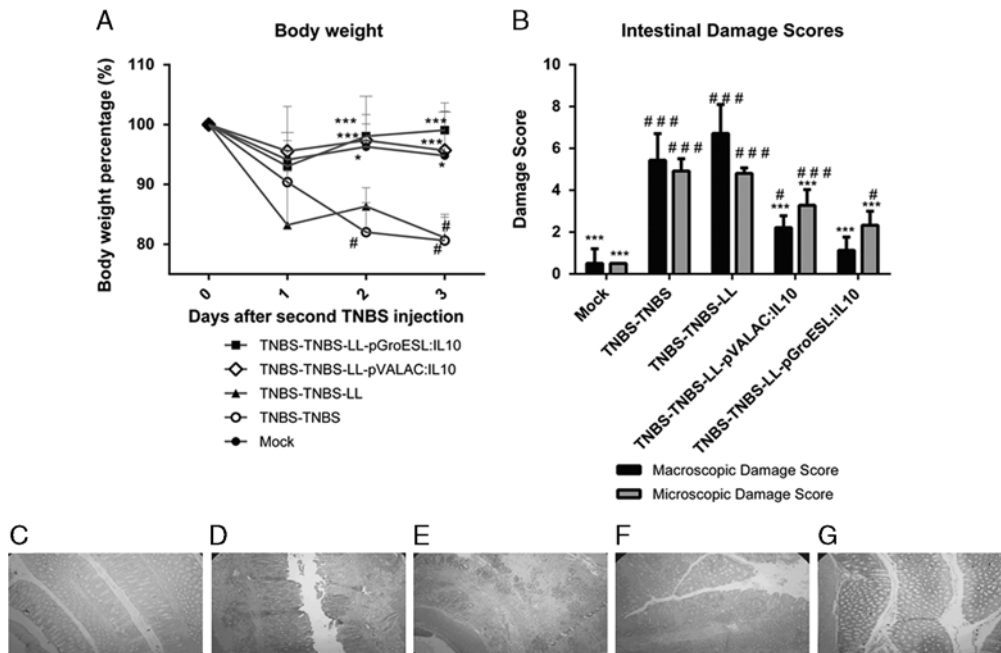 A
Body weight
Body weight percentage (%)
100
90
80
***
***
*
***
***
*
#
#
#
0
1
2
3
Days after second TNBS injection
TNBS-TNBS-LL-pGroESL:IL10
TNBS-TNBS-LL-pVALAC:IL10
TNBS-TNBS-LL
TNBS-TNBS
Mock
B
Intestinal Damage Scores
Damage Score
10
8
6
4
2
0
***
***
# # #
# # #
# # #
# # #
#
***
# # #
***
***
#
***
Mock
TNBS-TNBS
TNBS-TNBS-LL
TNBS-TNBS-LL-pVALAC:IL10
TNBS-TNBS-LL-pGroESL:IL10
Macroscopic Damage Score
Microscopic Damage Score
C
D
E
F
G